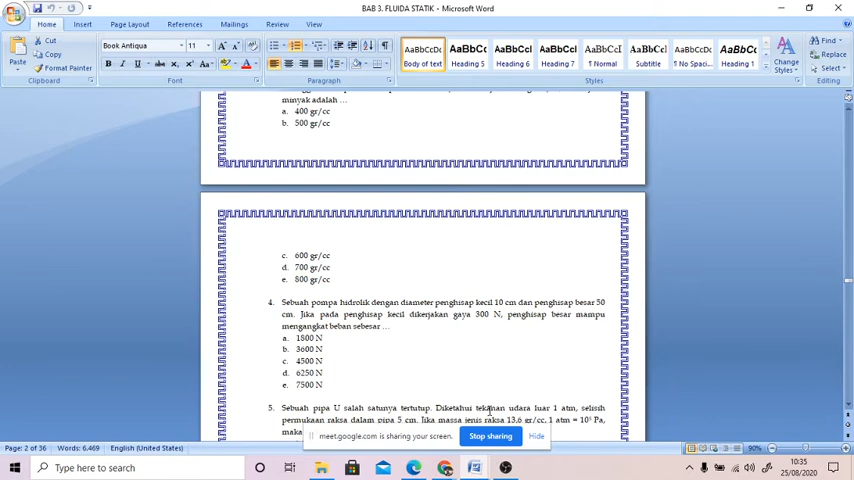 BAB 3. FLUIDA STATIK - Microsoft Word
Home Insert Page Layout References Mailings Review View
Paste
Cut
Copy
Format Painter
Clipboard
Book Antiqua 11
B I U abe x₂ x² Aa
Font
Paragraph
AaBbCcDc AaBbCc AaBbCc AaBbCc AaBbCcI AaBbCc AaBbCcDc AaBbCc
Body of text Heading 5 Heading 6 Heading 7 ¶ Normal Subtitle ¶ No Spaci... Heading 1
Styles
Change Styles
Find
Replace
Select
Editing
minyak adalah ...
a. 400 gr/cc
b. 500 gr/cc
c. 600 gr/cc
d. 700 gr/cc
e. 800 gr/cc
4. Sebuah pompa hidrolik dengan diameter penghisap kecil 10 cm dan penghisap besar 50
cm. Jika pada penghisap kecil dikerjakan gaya 300 N, penghisap besar mampu
mengangkat beban sebesar ...
a. 1800 N
b. 3600 N
c. 4500 N
d. 6250 N
e. 7500 N
5. Sebuah pipa U salah satunya tertutup. Diketahui tekanan udara luar 1 atm, selisih
permukaan raksa dalam pipa 5 cm. Jika massa jenis raksa 13,6 gr/cc, 1 atm = 10⁵ Pa,
maka
meet.google.com is sharing your screen. Stop sharing Hide
Page: 2 of 36 Words: 6.469 English (United States) 90%
Type here to search
10:35
25/08/2020